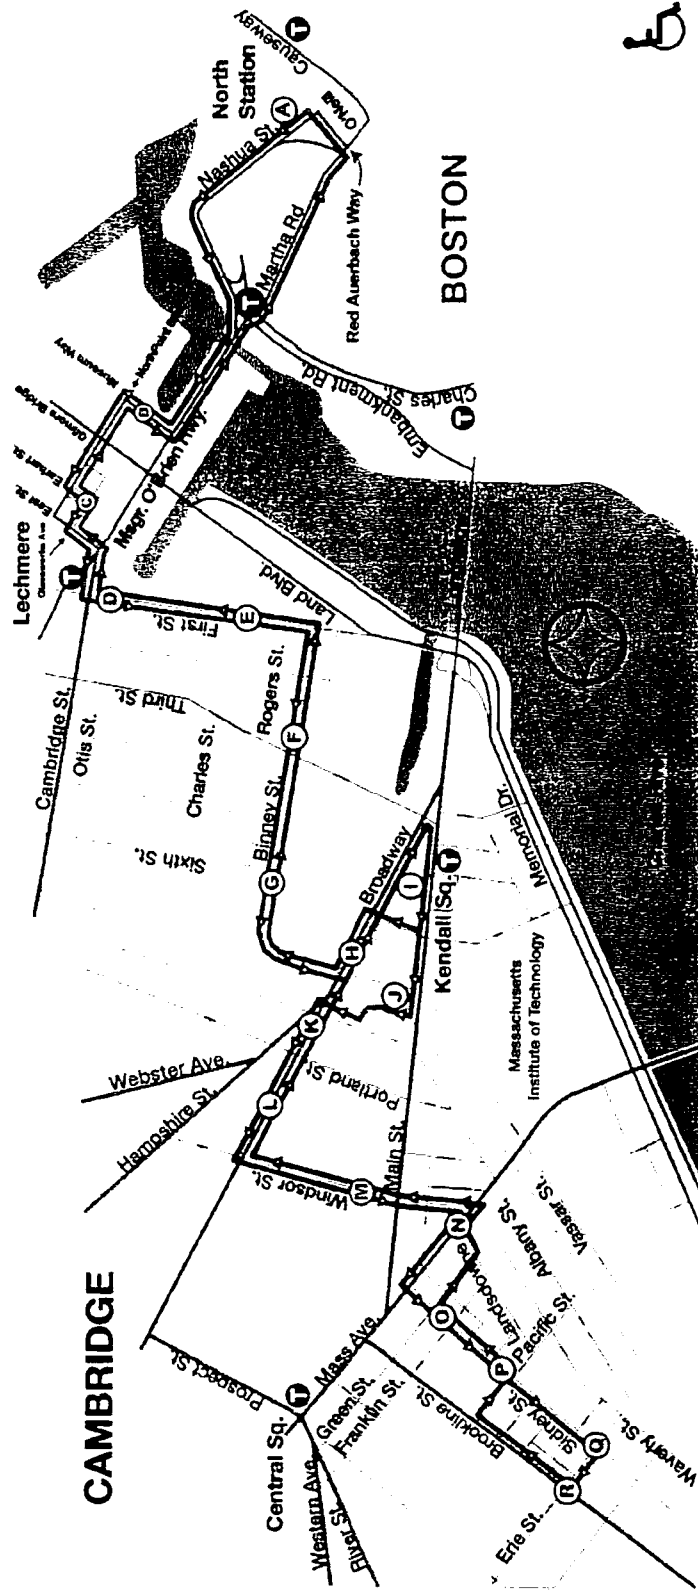 Causeway
T
North
Station
A
O'Neill
Nashua St.
Martha Rd
Red Auerbach Way
T
BOSTON
Museum Way
Gilmore Bridge
Earhart St.
East St.
C
Msgr. O'Brien Hwy.
Lechmere
T
Embankment Rd.
Charles St.
T
Land Blvd.
D
First St.
E
Cambridge St.
Otis St.
Third St.
Charles St.
Rogers St.
F
Sixth St.
Binney St.
G
Broadway
H
I
J
Kendall Sq.
T
Memorial Dr.
Massachusetts
Institute of Technology
K
L
Webster Ave.
Hampshire St.
Portland St.
Main St.
Windsor St.
M
N
Vassar St.
Albany St.
O
Pacific St.
P
CAMBRIDGE
Prospect St.
Mass Ave.
Central Sq.
T
Green St.
Franklin St.
Brookline St.
Sidney St.
Western Ave.
River St.
Waverly St.
Q
R
Erie St.